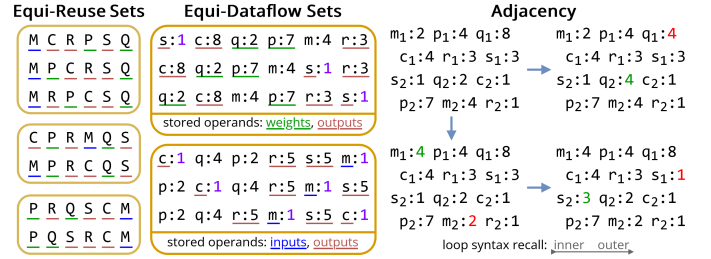 Equi-Reuse Sets
M C R P S Q
M P C R S Q
M R P C S Q
C P R M Q S
M P R C Q S
P R Q S C M
P Q S R C M
Equi-Dataflow Sets
s:1 c:8 q:2 p:7 m:4 r:3
c:8 q:2 p:7 m:4 s:1 r:3
q:2 c:8 m:4 p:7 r:3 s:1
stored operands: weights, outputs
c:1 q:4 p:2 r:5 s:5 m:1
p:2 c:1 q:4 r:5 m:1 s:5
p:2 q:4 r:5 m:1 s:5 c:1
stored operands: inputs, outputs
Adjacency
m₁:2 p₁:4 q₁:8
c₁:4 r₁:3 s₁:3
s₂:1 q₂:2 c₂:1
p₂:7 m₂:4 r₂:1
m₁:2 p₁:4 q₁:4
c₁:4 r₁:3 s₁:3
s₂:1 q₂:4 c₂:1
p₂:7 m₂:4 r₂:1
m₁:4 p₁:4 q₁:8
c₁:4 r₁:3 s₁:3
s₂:1 q₂:2 c₂:1
p₂:7 m₂:2 r₂:1
m₁:4 p₁:4 q₁:8
c₁:4 r₁:3 s₁:1
s₂:3 q₂:2 c₂:1
p₂:7 m₂:2 r₂:1
loop syntax recall: inner outer